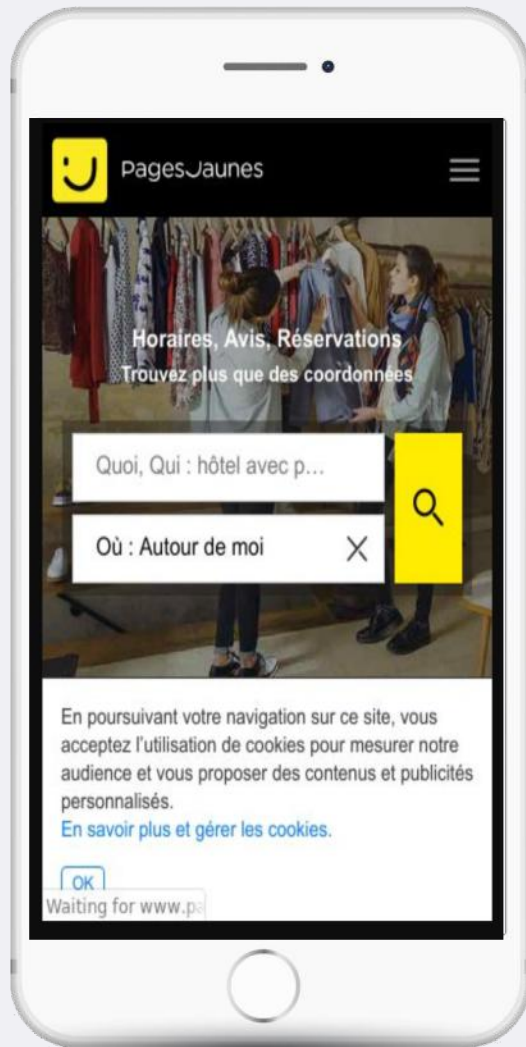 PagesJaunes
Horaires, Avis, Réservations
Trouvez plus que des coordonnées
Quoi, Qui : hôtel avec p...
Où : Autour de moi
En poursuivant votre navigation sur ce site, vous
acceptez l'utilisation de cookies pour mesurer notre
audience et vous proposer des contenus et publicités
personnalisés.
En savoir plus et gérer les cookies.
OK
Waiting for www.pa